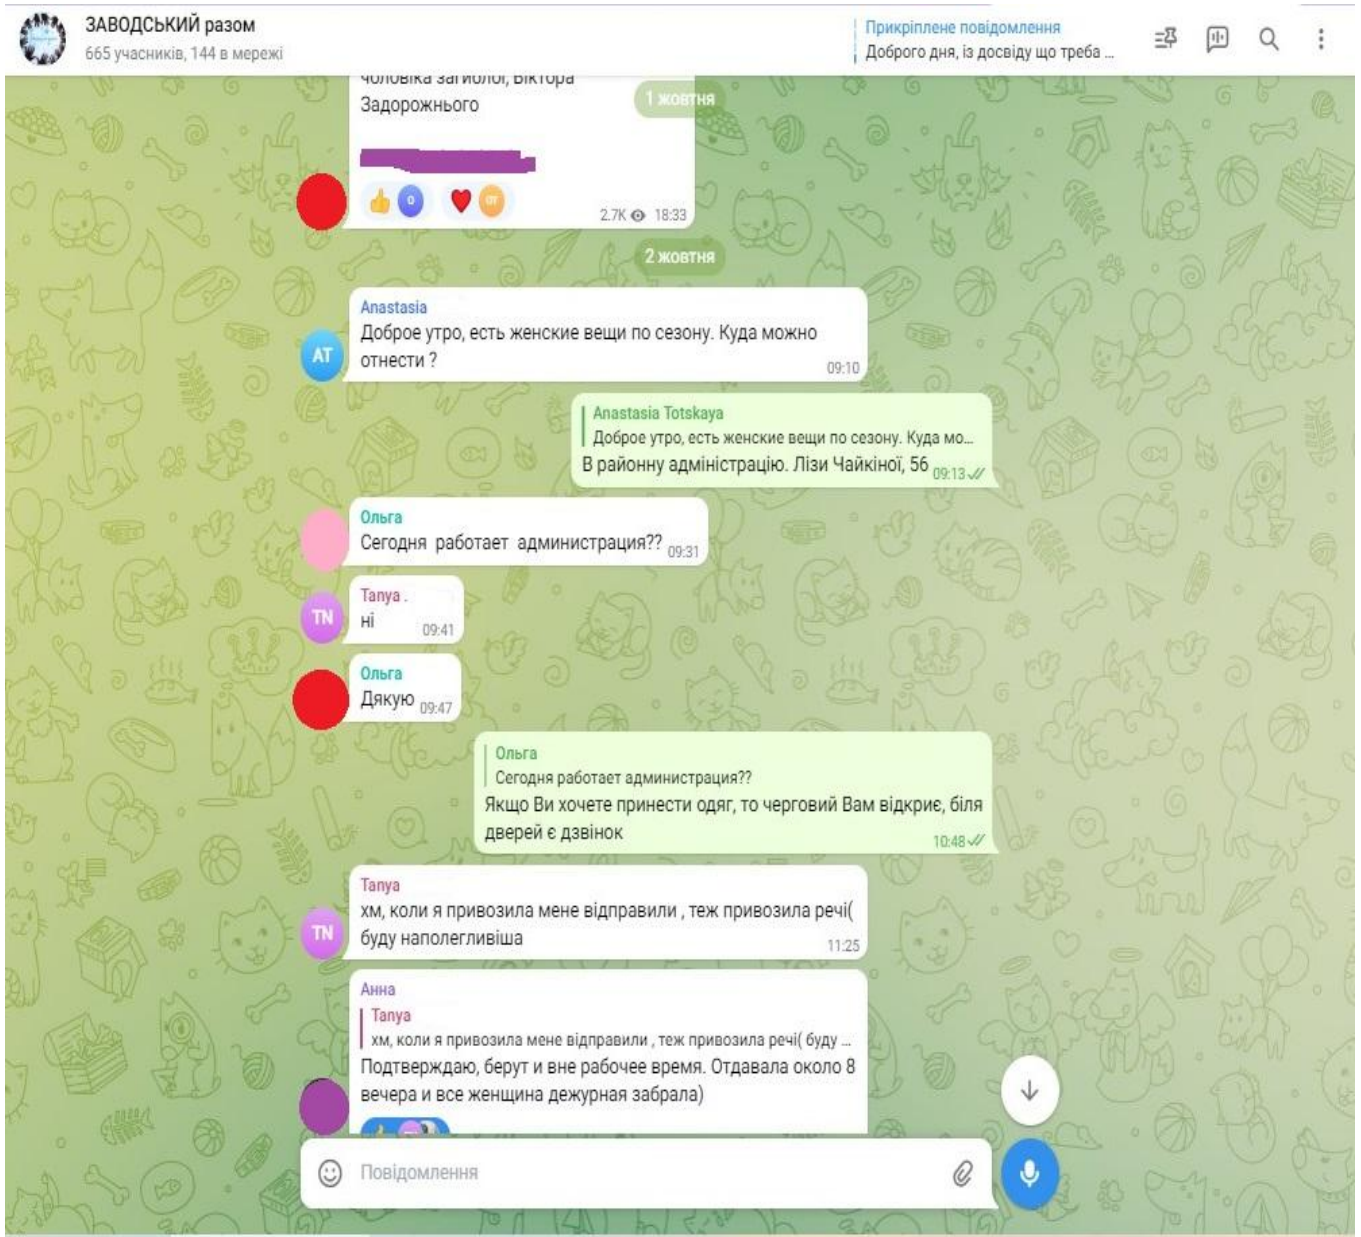 ЗАВОДСЬКИЙ разом
665 учасників, 144 в мережі
Прикріплене повідомлення
Доброго дня, із досвіду що треба ...
чоловіка загиблої, Віктора
Задорожнього
1 жовтня
2.7K 18:33
2 жовтня
Anastasia
Доброе утро, есть женские вещи по сезону. Куда можно
отнести ?
09:10
AT
Anastasia Totskaya
Доброе утро, есть женские вещи по сезону. Куда мо...
В районну адміністрацію. Лізи Чайкіної, 56 09:13
Ольга
Сегодня работает администрация?? 09:31
Tanya .
TN
ні 09:41
Ольга
Дякую 09:47
Ольга
Сегодня работает администрация??
Якщо Ви хочете принести одяг, то черговий Вам відкриє, біля
дверей є дзвінок
10:48
Tanya
хм, коли я привозила мене відправили , теж привозила речі(
буду наполегливіша
11:25
TN
Анна
Tanya
хм, коли я привозила мене відправили , теж привозила речі( буду ...
Подтверждаю, берут и вне рабочее время. Отдавала около 8
вечера и все женщина дежурная забрала)
Повідомлення